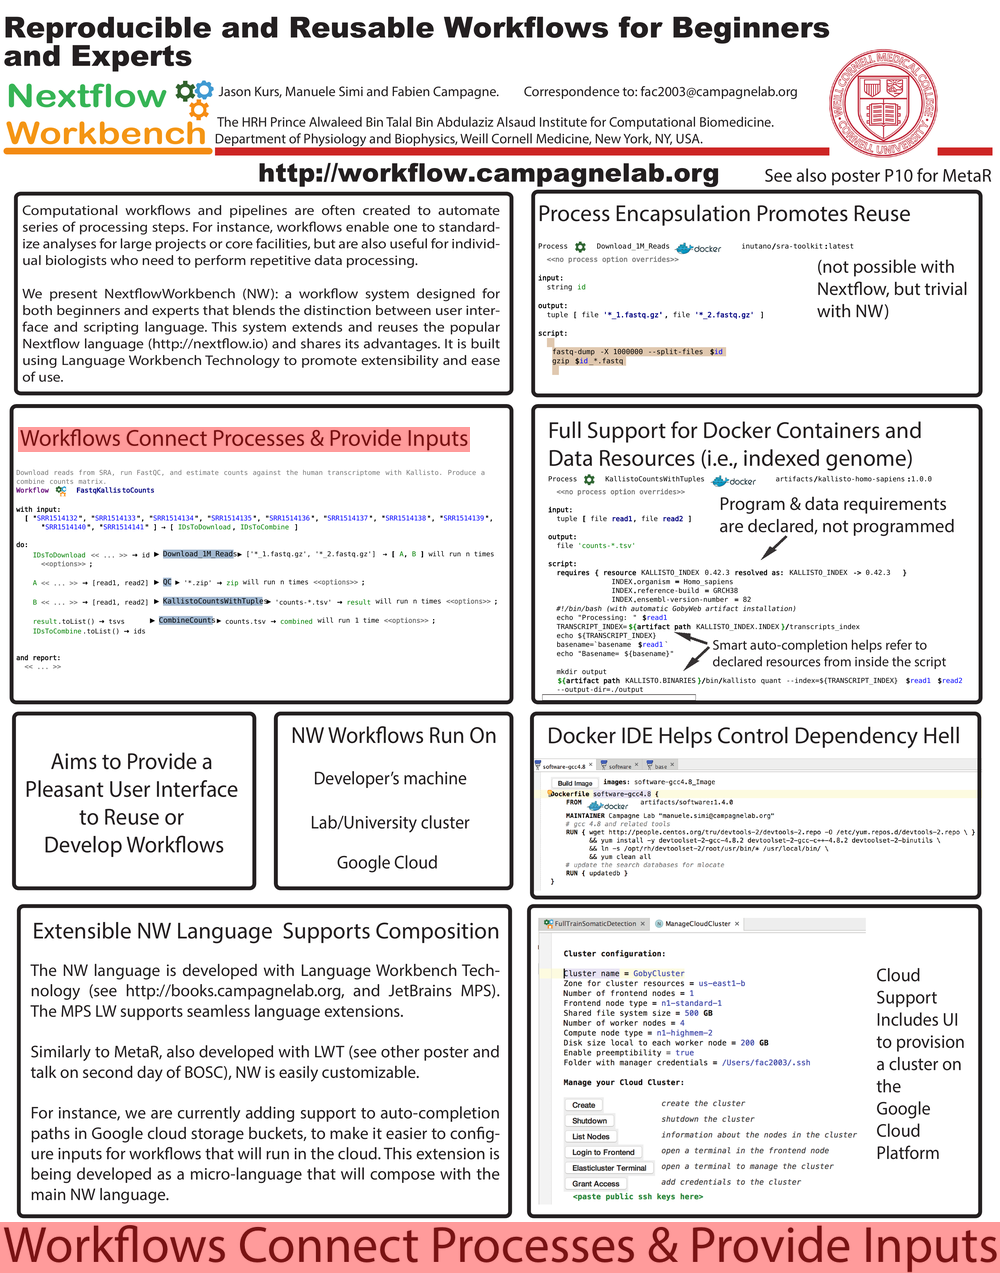 Reproducible and Reusable Workflows for Beginners
and Experts
Nextflow
Workbench
Jason Kurs, Manuele Simi and Fabien Campagne. Correspondence to: fac2003@campagnelab.org
The HRH Prince Alwaleed Bin Talal Bin Abdulaziz Alsaud Institute for Computational Biomedicine.
Department of Physiology and Biophysics, Weill Cornell Medicine, New York, NY, USA.
http://workflow.campagnelab.org
See also poster P10 for MetaR
Computational workflows and pipelines are often created to automate
series of processing steps. For instance, workflows enable one to standard-
ize analyses for large projects or core facilities, but are also useful for individ-
ual biologists who need to perform repetitive data processing.
We present NextflowWorkbench (NW): a workflow system designed for
both beginners and experts that blends the distinction between user inter-
face and scripting language. This system extends and reuses the popular
Nextflow language (http://nextflow.io) and shares its advantages. It is built
using Language Workbench Technology to promote extensibility and ease
of use.
Process Encapsulation Promotes Reuse
Process Download_1M_Reads docker inutano/sra-toolkit:latest
<<no process option overrides>>
input:
string id
output:
tuple [ file '*_1.fastq.gz', file '*_2.fastq.gz' ]
script:
fastq-dump -X 1000000 --split-files $id
gzip $id_*.fastq
(not possible with
Nextflow, but trivial
with NW)
Workflows Connect Processes & Provide Inputs
Download reads from SRA, run FastQC, and estimate counts against the human transcriptome with Kallisto. Produce a
combine counts matrix.
Workflow FastqKallistoCounts
with input:
[ "SRR1514132", "SRR1514133", "SRR1514134", "SRR1514135", "SRR1514136", "SRR1514137", "SRR1514138", "SRR1514139",
"SRR1514140", "SRR1514141" ] → [ IDsToDownload, IDsToCombine ]
do:
IDsToDownload << ... >> → id ▶ Download_1M_Reads ▶ ['*_1.fastq.gz', '*_2.fastq.gz'] → [ A, B ] will run n times
<<options>> ;
A << ... >> → [read1, read2] ▶ QC ▶ '*.zip' → zip will run n times <<options>> ;
B << ... >> → [read1, read2] ▶ KallistoCountsWithTuples ▶ 'counts-*.tsv' → result will run n times <<options>> ;
result.toList() → tsvs ▶ CombineCounts ▶ counts.tsv → combined will run 1 time <<options>> ;
IDsToCombine.toList() → ids
and report:
<< ... >>
Full Support for Docker Containers and
Data Resources (i.e., indexed genome)
Process KallistoCountsWithTuples docker artifacts/kallisto-homo-sapiens:1.0.0
<<no process option overrides>>
input:
tuple [ file read1, file read2 ]
output:
file 'counts-*.tsv'
Program & data requirements
are declared, not programmed
script:
requires { resource KALLISTO_INDEX 0.42.3 resolved as: KALLISTO_INDEX -> 0.42.3 }
INDEX.organism = Homo_sapiens
INDEX.reference-build = GRCH38
INDEX.ensembl-version-number = 82
#!/bin/bash (with automatic GobyWeb artifact installation)
echo "Processing: " $read1
TRANSCRIPT_INDEX=${artifact path KALLISTO_INDEX.INDEX}/transcripts_index
echo ${TRANSCRIPT_INDEX}
basename=`basename $read1`
echo "Basename= ${basename}"
mkdir output
${artifact path KALLISTO.BINARIES}/bin/kallisto quant --index=${TRANSCRIPT_INDEX} $read1 $read2
--output-dir=./output
Smart auto-completion helps refer to
declared resources from inside the script
Aims to Provide a
Pleasant User Interface
to Reuse or
Develop Workflows
NW Workflows Run On
Developer's machine
Lab/University cluster
Google Cloud
Docker IDE Helps Control Dependency Hell
software-gcc4.8 × software × base ×
Build Image images: software-gcc4.8_Image
Dockerfile software-gcc4.8 {
FROM docker artifacts/software:1.4.0
MAINTAINER Campagne Lab "manuele.simi@campagnelab.org"
# gcc 4.8 and related tools
RUN { wget http://people.centos.org/tru/devtools-2/devtools-2.repo -O /etc/yum.repos.d/devtools-2.repo \ }
&& yum install -y devtoolset-2-gcc-4.8.2 devtoolset-2-gcc-c++-4.8.2 devtoolset-2-binutils \
&& ln -s /opt/rh/devtoolset-2/root/usr/bin/* /usr/local/bin/ \
&& yum clean all
# update the search databases for mlocate
RUN { updatedb }
}
Extensible NW Language Supports Composition
The NW language is developed with Language Workbench Tech-
nology (see http://books.campagnelab.org, and JetBrains MPS).
The MPS LW supports seamless language extensions.
Similarly to MetaR, also developed with LWT (see other poster and
talk on second day of BOSC), NW is easily customizable.
For instance, we are currently adding support to auto-completion
paths in Google cloud storage buckets, to make it easier to config-
ure inputs for workflows that will run in the cloud. This extension is
being developed as a micro-language that will compose with the
main NW language.
FullTrainSomaticDetection × ManageCloudCluster ×
Cluster configuration:
Cluster name = GobyCluster
Zone for cluster resources = us-east1-b
Number of frontend nodes = 1
Frontend node type = n1-standard-1
Shared file system size = 500 GB
Number of worker nodes = 4
Compute node type = n1-highmem-2
Disk size local to each worker node = 200 GB
Enable preemptibility = true
Folder with manager credentials = /Users/fac2003/.ssh
Manage your Cloud Cluster:
Create create the cluster
Shutdown shutdown the cluster
List Nodes information about the nodes in the cluster
Login to Frontend open a terminal in the frontend node
Elasticluster Terminal open a terminal to manage the cluster
Grant Access add credentials to the cluster
<paste public ssh keys here>
Cloud
Support
Includes UI
to provision
a cluster on
the
Google
Cloud
Platform
Workflows Connect Processes & Provide Inputs